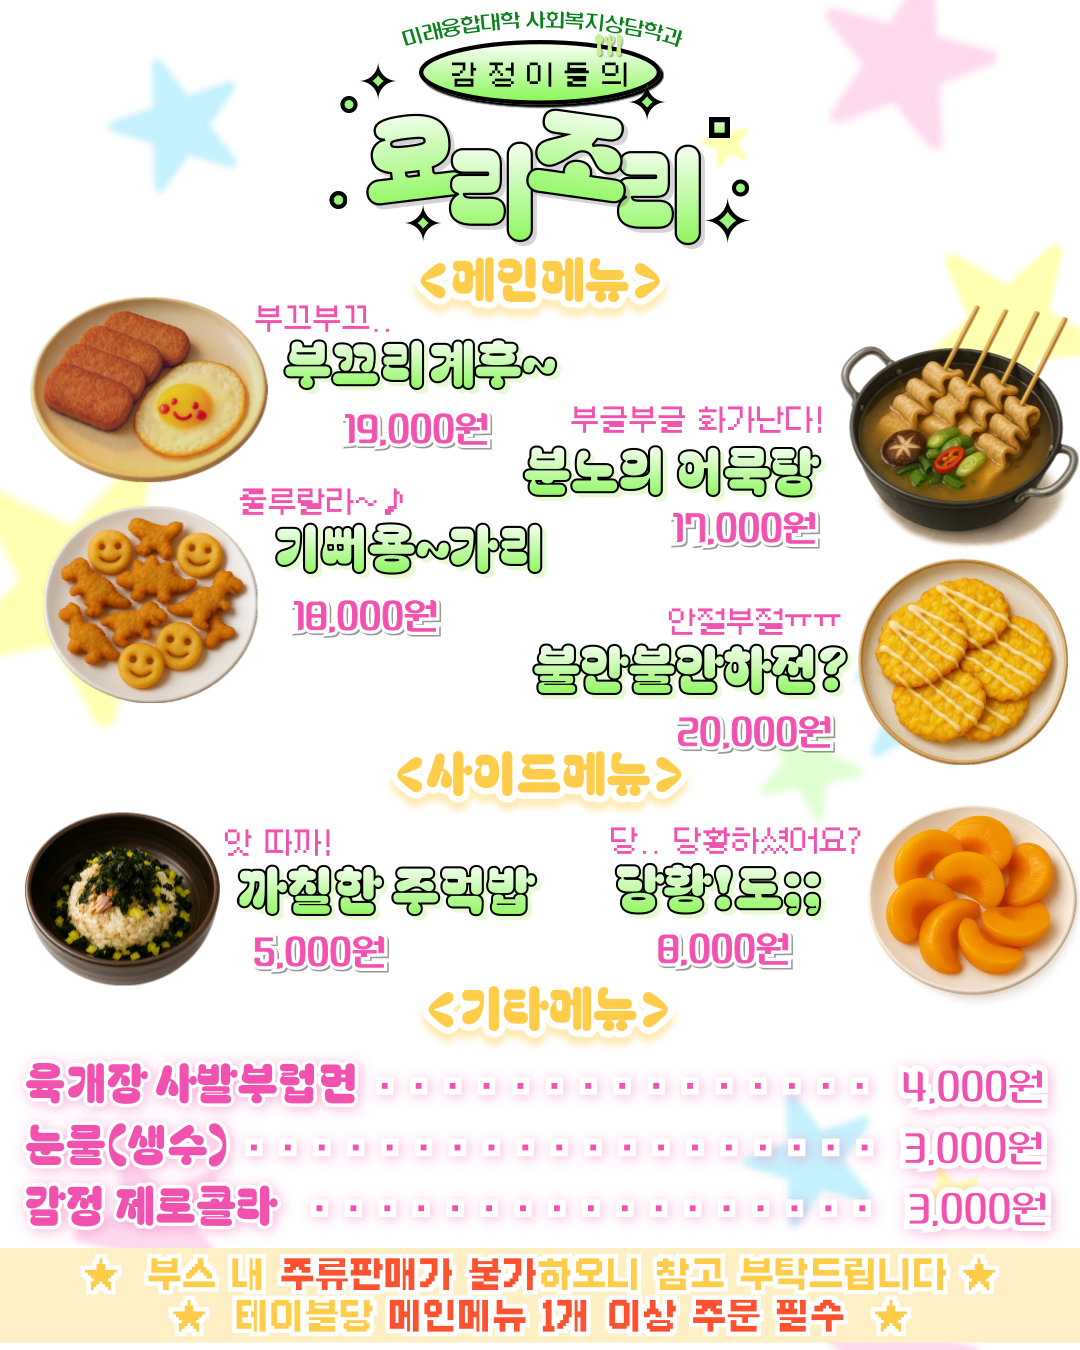 미래융합대학 사회복지상담학과
감정이들의
요리조리
<메인메뉴>
부끄부끄..
부끄리계후~
19,000원
부글부글 화가난다!
분노의 어묵탕
17,000원
룰루랄라~♪
기뻐용~가리
18,000원
안절부절ㅠㅠ
불안불안하전?
20,000원
<사이드메뉴>
앗 따까!
까칠한 주먹밥
5,000원
당.. 당황하셨어요?
당황!도;;
8,000원
<기타메뉴>
육개장 사발부럽면 4,000원
눈물(생수) 3,000원
감정 제로콜라 3,000원
★ 부스 내 주류판매가 불가하오니 참고 부탁드립니다 ★
★ 테이블당 메인메뉴 1개 이상 주문 필수 ★